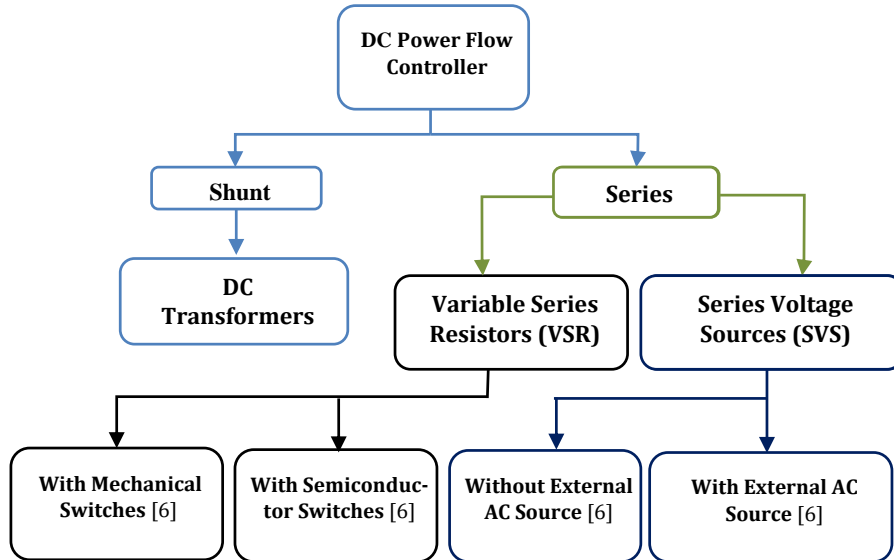 DC Power Flow
Controller
Shunt
Series
DC
Transformers
Variable Series
Resistors (VSR)
Series Voltage
Sources (SVS)
With Mechanical
Switches [6]
With Semiconduc-
tor Switches [6]
Without External
AC Source [6]
With External AC
Source [6]